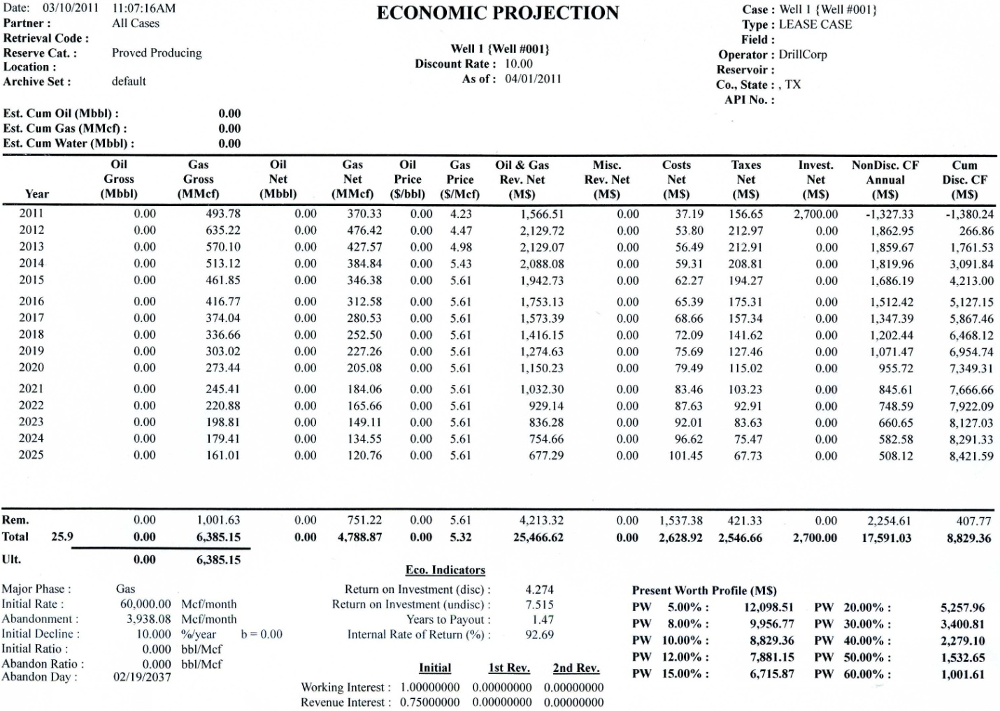 Date: 03/10/2011 11:07:16AM
ECONOMIC PROJECTION
Case : Well 1 {Well #001}
Partner : All Cases
Type : LEASE CASE
Retrieval Code :
Field :
Reserve Cat. : Proved Producing
Well 1 {Well #001}
Operator : DrillCorp
Location :
Discount Rate : 10.00
Reservoir :
Archive Set : default
As of : 04/01/2011
Co., State : , TX
API No. :
Est. Cum Oil (Mbbl) : 0.00
Est. Cum Gas (MMcf) : 0.00
Est. Cum Water (Mbbl) : 0.00
Oil Gas Oil Gas Oil Gas Oil & Gas Misc. Costs Taxes Invest. NonDisc. CF Cum
Gross Gross Net Net Price Price Rev. Net Rev. Net Net Net Net Annual Disc. CF
Year (Mbbl) (MMcf) (Mbbl) (MMcf) ($/bbl) ($/Mcf) (M$) (M$) (M$) (M$) (M$) (M$) (M$)
2011 0.00 493.78 0.00 370.33 0.00 4.23 1,566.51 0.00 37.19 156.65 2,700.00 -1,327.33 -1,380.24
2012 0.00 635.22 0.00 476.42 0.00 4.47 2,129.72 0.00 53.80 212.97 0.00 1,862.95 266.86
2013 0.00 570.10 0.00 427.57 0.00 4.98 2,129.07 0.00 56.49 212.91 0.00 1,859.67 1,761.53
2014 0.00 513.12 0.00 384.84 0.00 5.43 2,088.08 0.00 59.31 208.81 0.00 1,819.96 3,091.84
2015 0.00 461.85 0.00 346.38 0.00 5.61 1,942.73 0.00 62.27 194.27 0.00 1,686.19 4,213.00
2016 0.00 416.77 0.00 312.58 0.00 5.61 1,753.13 0.00 65.39 175.31 0.00 1,512.42 5,127.15
2017 0.00 374.04 0.00 280.53 0.00 5.61 1,573.39 0.00 68.66 157.34 0.00 1,347.39 5,867.46
2018 0.00 336.66 0.00 252.50 0.00 5.61 1,416.15 0.00 72.09 141.62 0.00 1,202.44 6,468.12
2019 0.00 303.02 0.00 227.26 0.00 5.61 1,274.63 0.00 75.69 127.46 0.00 1,071.47 6,954.74
2020 0.00 273.44 0.00 205.08 0.00 5.61 1,150.23 0.00 79.49 115.02 0.00 955.72 7,349.31
2021 0.00 245.41 0.00 184.06 0.00 5.61 1,032.30 0.00 83.46 103.23 0.00 845.61 7,666.66
2022 0.00 220.88 0.00 165.66 0.00 5.61 929.14 0.00 87.63 92.91 0.00 748.59 7,922.09
2023 0.00 198.81 0.00 149.11 0.00 5.61 836.28 0.00 92.01 83.63 0.00 660.65 8,127.03
2024 0.00 179.41 0.00 134.55 0.00 5.61 754.66 0.00 96.62 75.47 0.00 582.58 8,291.33
2025 0.00 161.01 0.00 120.76 0.00 5.61 677.29 0.00 101.45 67.73 0.00 508.12 8,421.59
Rem. 0.00 1,001.63 0.00 751.22 0.00 5.61 4,213.32 0.00 1,537.38 421.33 0.00 2,254.61 407.77
Total 25.9 0.00 6,385.15 0.00 4,788.87 0.00 5.32 25,466.62 0.00 2,628.92 2,546.66 2,700.00 17,591.03 8,829.36
Ult. 0.00 6,385.15
Eco. Indicators
Major Phase : Gas
Return on Investment (disc) : 4.274
Present Worth Profile (M$)
Initial Rate : 60,000.00 Mcf/month
Return on Investment (undisc) : 7.515
PW 5.00% : 12,098.51 PW 20.00% : 5,257.96
Abandonment : 3,938.08 Mcf/month
Years to Payout : 1.47
PW 8.00% : 9,956.77 PW 30.00% : 3,400.81
Initial Decline : 10.000 %/year b = 0.00
Internal Rate of Return (%) : 92.69
PW 10.00% : 8,829.36 PW 40.00% : 2,279.10
Initial Ratio : 0.000 bbl/Mcf
PW 12.00% : 7,881.15 PW 50.00% : 1,532.65
Abandon Ratio : 0.000 bbl/Mcf
Initial 1st Rev. 2nd Rev.
PW 15.00% : 6,715.87 PW 60.00% : 1,001.61
Abandon Day : 02/19/2037
Working Interest : 1.00000000 0.00000000 0.00000000
Revenue Interest : 0.75000000 0.00000000 0.00000000